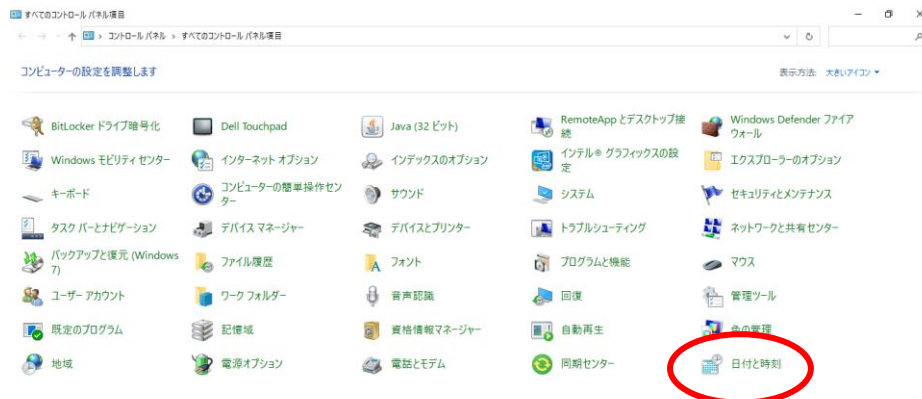 すべてのコントロール パネル項目
コントロール パネル > すべてのコントロール パネル項目
コンピューターの設定を調整します
表示方法: 大きいアイコン
BitLocker ドライブ暗号化
Dell Touchpad
Java (32 ビット)
RemoteApp とデスクトップ接
続
Windows Defender ファイア
ウォール
Windows モビリティ センター
インターネット オプション
インデックスのオプション
インテル® グラフィックスの設
定
エクスプローラーのオプション
キーボード
コンピューターの簡単操作セン
ター
サウンド
システム
セキュリティとメンテナンス
タスク バーとナビゲーション
デバイス マネージャー
デバイスとプリンター
トラブルシューティング
ネットワークと共有センター
バックアップと復元 (Windows
7)
ファイル履歴
フォント
プログラムと機能
マウス
ユーザー アカウント
ワーク フォルダー
音声認識
回復
管理ツール
既定のプログラム
記憶域
資格情報マネージャー
自動再生
色の管理
地域
電源オプション
電話とモデム
同期センター
日付と時刻